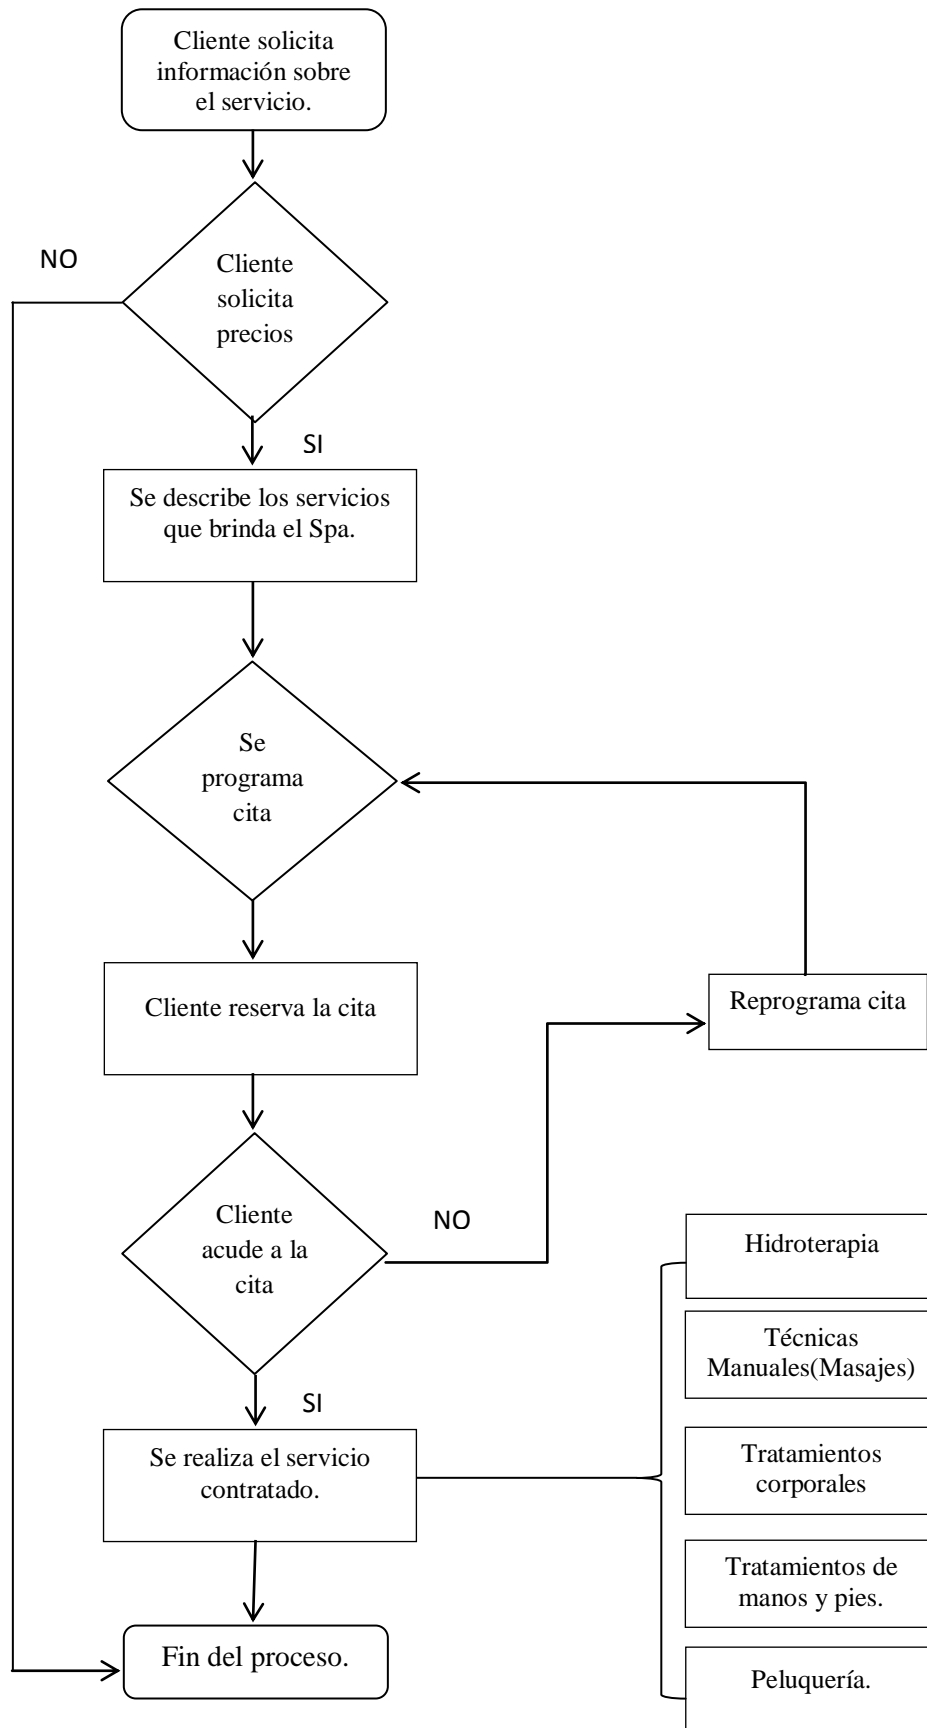 Cliente solicita
información sobre
el servicio.
NO
Cliente
solicita
precios
SI
Se describe los servicios
que brinda el Spa.
Se
programa
cita
Cliente reserva la cita
Reprograma cita
Cliente
acude a la
cita
NO
SI
Se realiza el servicio
contratado.
Hidroterapia
Técnicas
Manuales(Masajes)
Tratamientos
corporales
Tratamientos de
manos y pies.
Peluquería.
Fin del proceso.